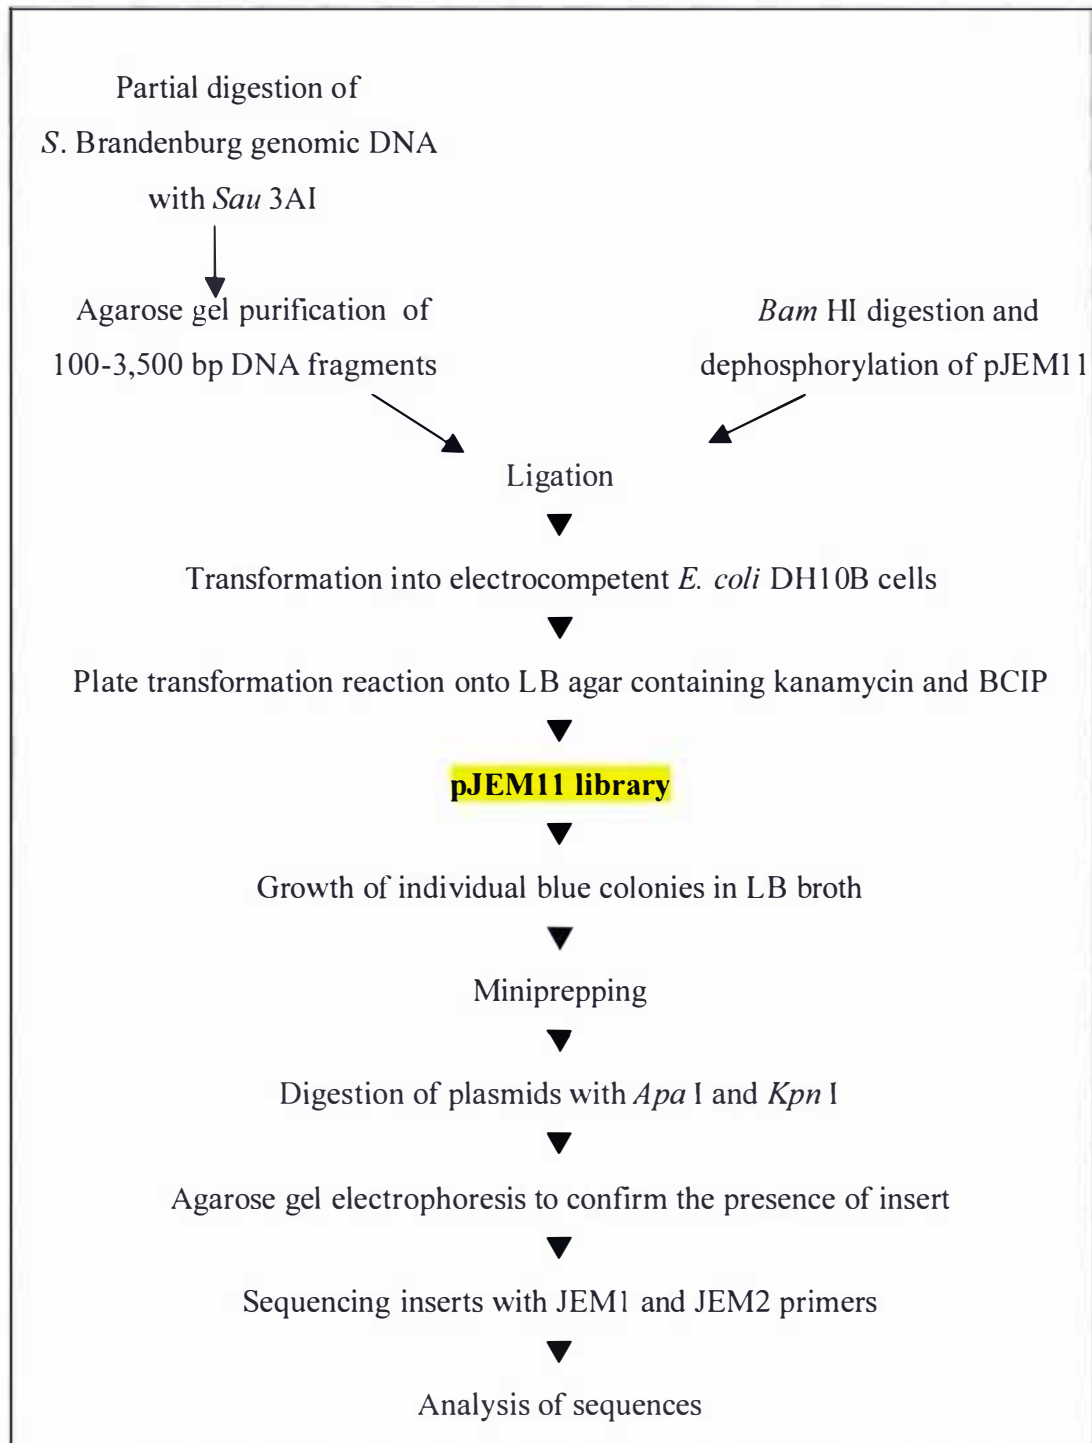 Partial digestion of
S. Brandenburg genomic DNA
with Sau 3AI
Agarose gel purification of
100-3,500 bp DNA fragments
Bam HI digestion and
dephosphorylation of pJEM11
Ligation
Transformation into electrocompetent E. coli DH10B cells
Plate transformation reaction onto LB agar containing kanamycin and BCIP
pJEM11 library
Growth of individual blue colonies in LB broth
Miniprepping
Digestion of plasmids with Apa I and Kpn I
Agarose gel electrophoresis to confirm the presence of insert
Sequencing inserts with JEM1 and JEM2 primers
Analysis of sequences